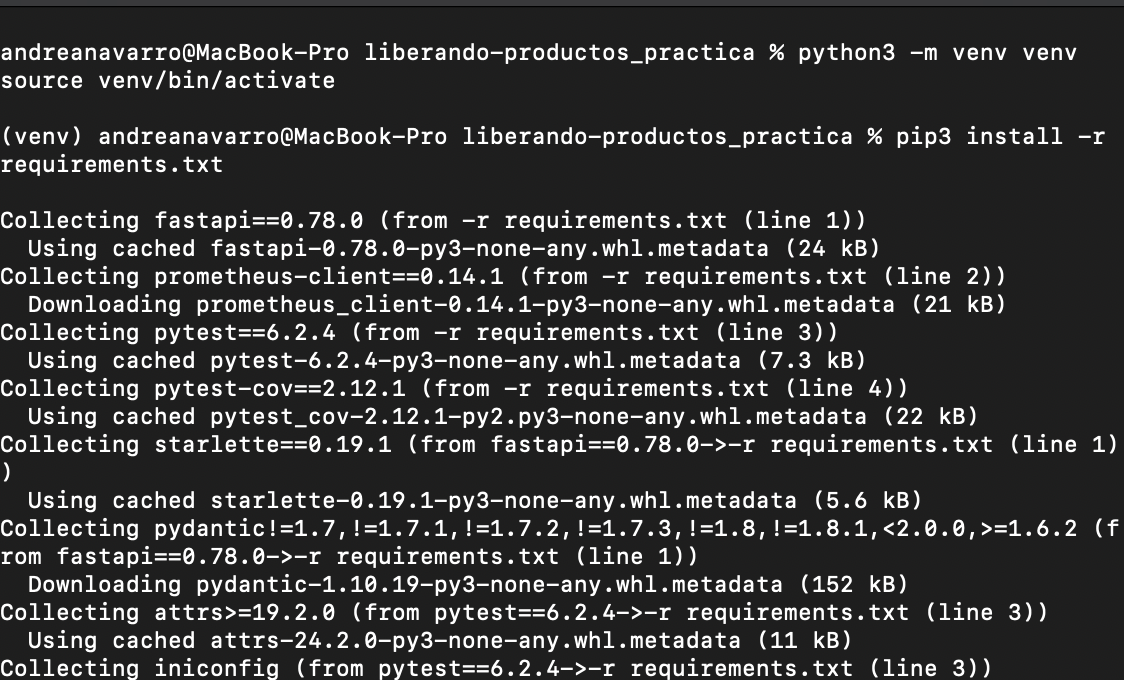 andreanavarro@MacBook-Pro liberando-productos_practica % python3 -m venv venv
source venv/bin/activate
(venv) andreanavarro@MacBook-Pro liberando-productos_practica % pip3 install -r
requirements.txt
Collecting fastapi==0.78.0 (from -r requirements.txt (line 1))
  Using cached fastapi-0.78.0-py3-none-any.whl.metadata (24 kB)
Collecting prometheus-client==0.14.1 (from -r requirements.txt (line 2))
  Downloading prometheus_client-0.14.1-py3-none-any.whl.metadata (21 kB)
Collecting pytest==6.2.4 (from -r requirements.txt (line 3))
  Using cached pytest-6.2.4-py3-none-any.whl.metadata (7.3 kB)
Collecting pytest-cov==2.12.1 (from -r requirements.txt (line 4))
  Using cached pytest_cov-2.12.1-py2.py3-none-any.whl.metadata (22 kB)
Collecting starlette==0.19.1 (from fastapi==0.78.0->-r requirements.txt (line 1)
)
  Using cached starlette-0.19.1-py3-none-any.whl.metadata (5.6 kB)
Collecting pydantic!=1.7,!=1.7.1,!=1.7.2,!=1.7.3,!=1.8,!=1.8.1,<2.0.0,>=1.6.2 (f
rom fastapi==0.78.0->-r requirements.txt (line 1))
  Downloading pydantic-1.10.19-py3-none-any.whl.metadata (152 kB)
Collecting attrs>=19.2.0 (from pytest==6.2.4->-r requirements.txt (line 3))
  Using cached attrs-24.2.0-py3-none-any.whl.metadata (11 kB)
Collecting iniconfig (from pytest==6.2.4->-r requirements.txt (line 3))